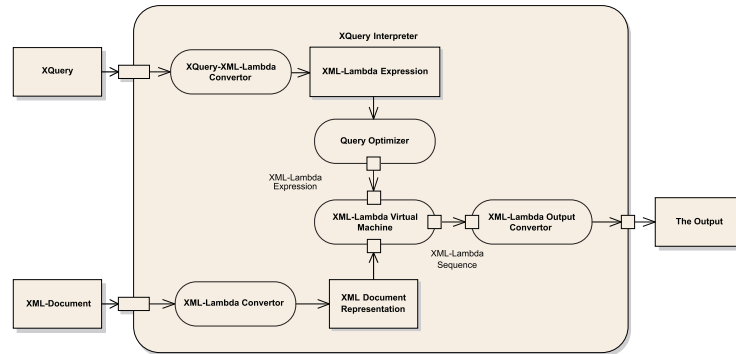 XQuery Interpreter
XQuery
XQuery-XML-Lambda
Convertor
XML-Lambda Expression
Query Optimizer
XML-Lambda
Expression
XML-Lambda Virtual
Machine
XML-Lambda Output
Convertor
The Output
XML-Lambda
Sequence
XML-Document
XML-Lambda Convertor
XML Document
Representation